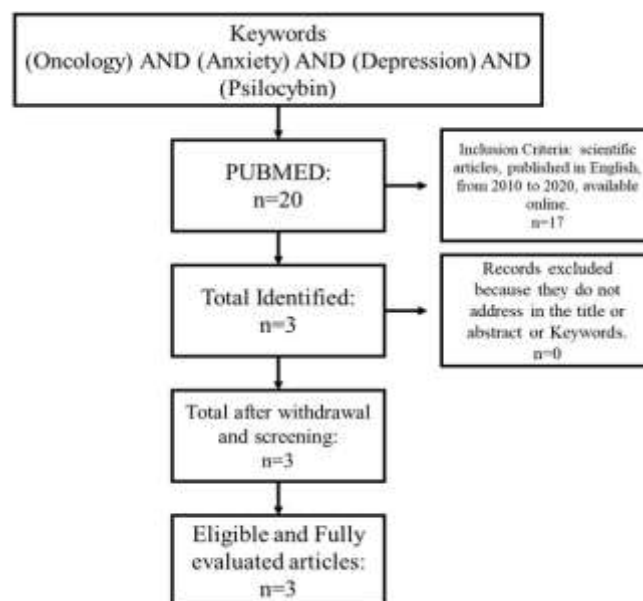 Keywords
(Oncology) AND (Anxiety) AND (Depression) AND
(Psilocybin)
PUBMED:
n=20
Inclusion Criteria: scientific
articles, published in English,
from 2010 to 2020, available
online.
n=17
Total Identified:
n=3
Records excluded
because they do not
address in the title or
abstract or Keywords.
n=0
Total after withdrawal
and screening:
n=3
Eligible and Fully
evaluated articles:
n=3